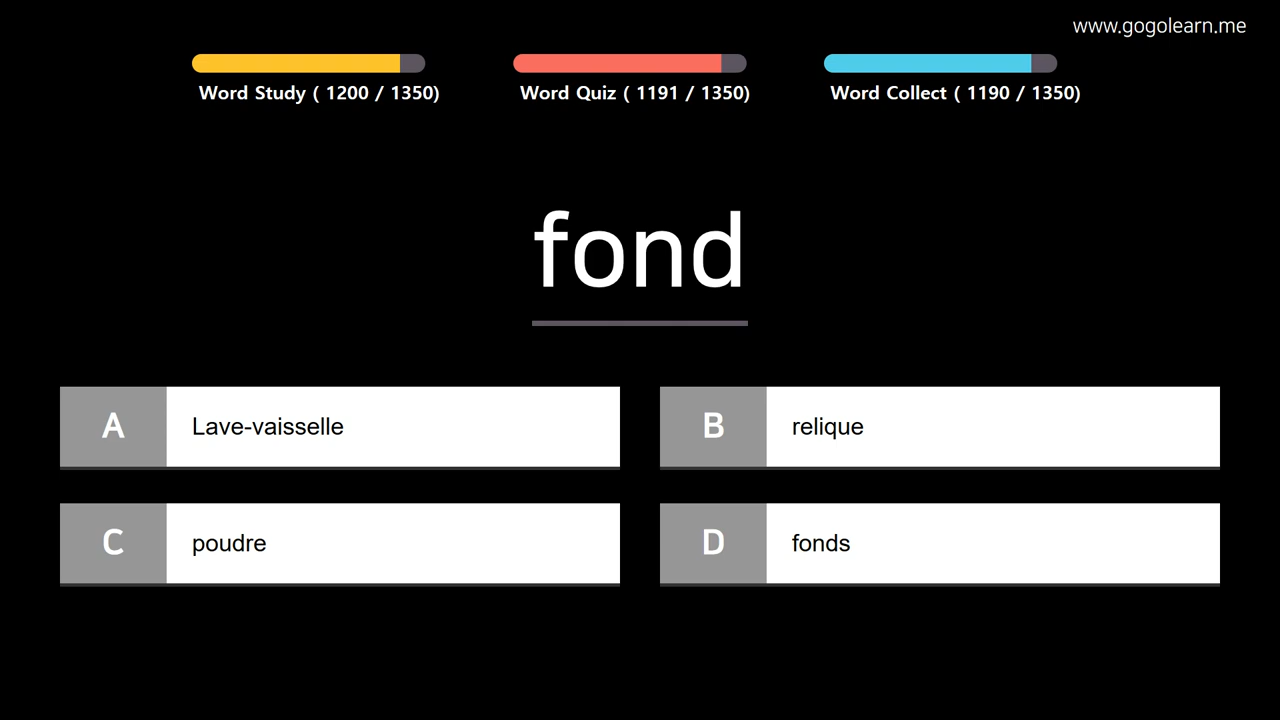 www.gogolearn.me
Word Study ( 1200 / 1350)
Word Quiz ( 1191 / 1350)
Word Collect ( 1190 / 1350)
fond
A
Lave-vaisselle
B
relique
C
poudre
D
fonds